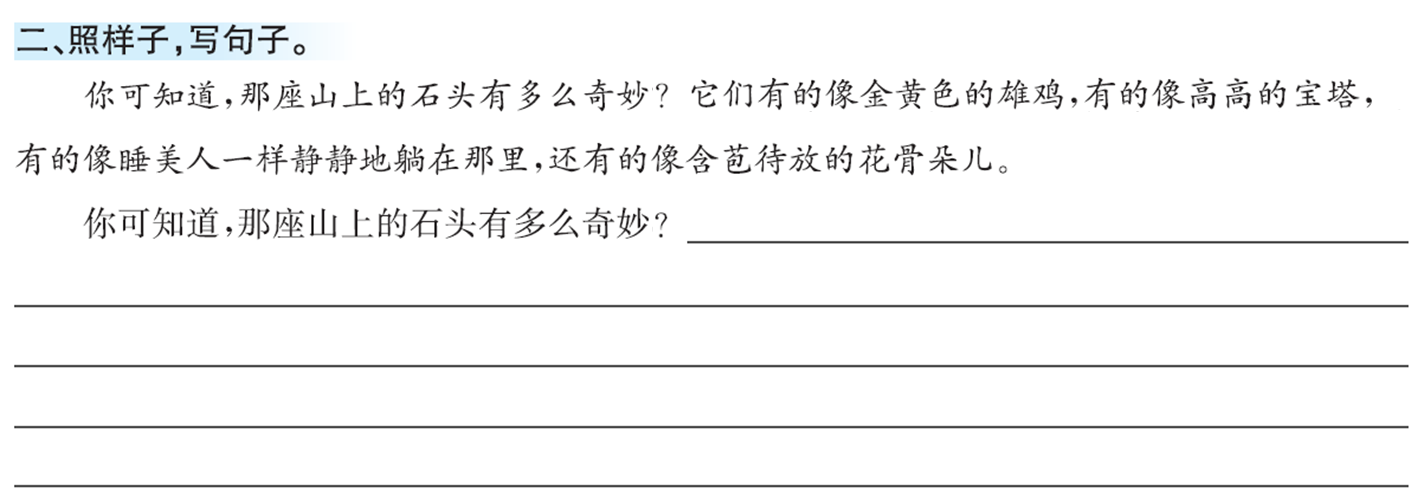 二、照样子,写句子。
你可知道,那座山上的石头有多么奇妙? 它们有的像金黄色的雄鸡,有的像高高的宝塔,
有的像睡美人一样静静地躺在那里,还有的像含苞待放的花骨朵儿。
你可知道,那座山上的石头有多么奇妙?